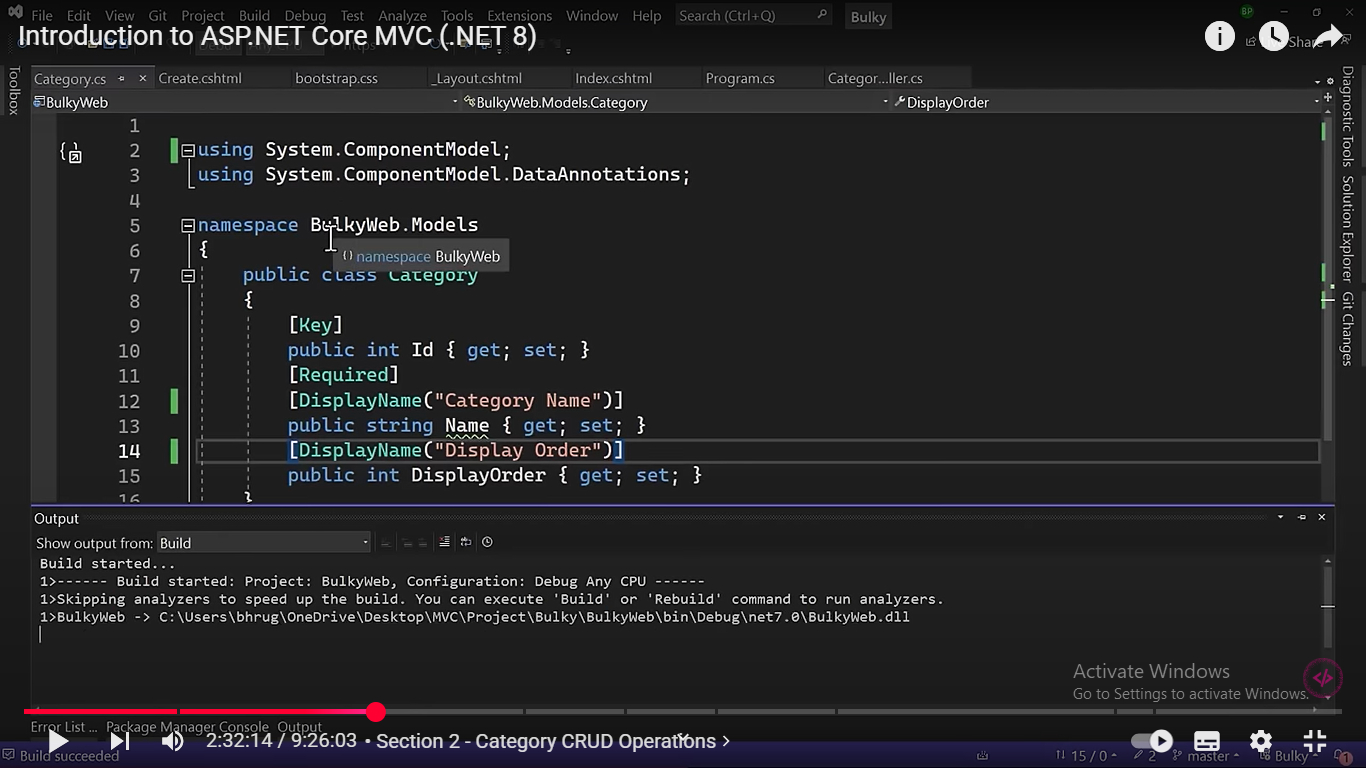 File Edit View Git Project Build Debug Test Analyze Tools Extensions Window Help Search (Ctrl+Q) Bulky
BP
Introduction to ASP.NET Core MVC (.NET 8)
Share
Toolbox
Category.cs Create.cshtml bootstrap.css _Layout.cshtml Index.cshtml Program.cs Categor...ller.cs
BulkyWeb BulkyWeb.Models.Category DisplayOrder
1
2 using System.ComponentModel;
3 using System.ComponentModel.DataAnnotations;
4
5 namespace BulkyWeb.Models
6 {
() namespace BulkyWeb
7 public class Category
8 {
9 [Key]
10 public int Id { get; set; }
11 [Required]
12 [DisplayName("Category Name")]
13 public string Name { get; set; }
14 [DisplayName("Display Order")]
15 public int DisplayOrder { get; set; }
16 }
Diagnostic Tools
Solution Explorer
Git Changes
Output
Show output from: Build
Build started...
1>------ Build started: Project: BulkyWeb, Configuration: Debug Any CPU ------
1>Skipping analyzers to speed up the build. You can execute 'Build' or 'Rebuild' command to run analyzers.
1>BulkyWeb -> C:\Users\bhrug\OneDrive\Desktop\MVC\Project\Bulky\BulkyWeb\bin\Debug\net7.0\BulkyWeb.dll
Activate Windows
Go to Settings to activate Windows.
Error List ... Package Manager Console Output
2:32:14 / 9:26:03 • Section 2 - Category CRUD Operations >
Build succeeded 15 / 0 2 master Bulky 1